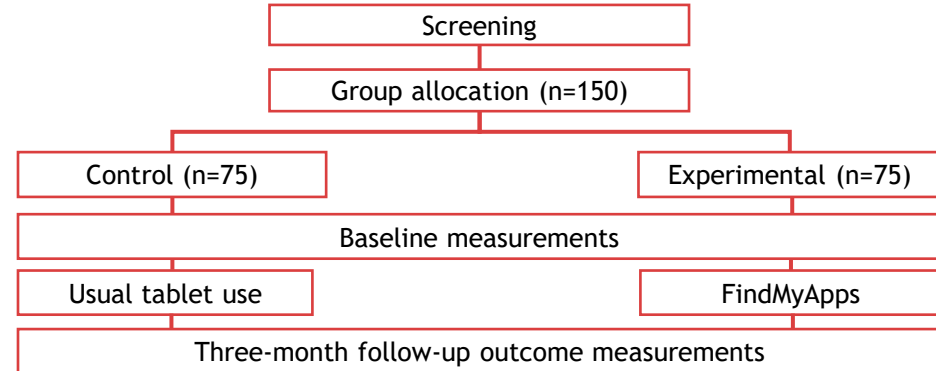 Screening
Group allocation (n=150)
Control (n=75)
Experimental (n=75)
Baseline measurements
Usual tablet use
FindMyApps
Three-month follow-up outcome measurements